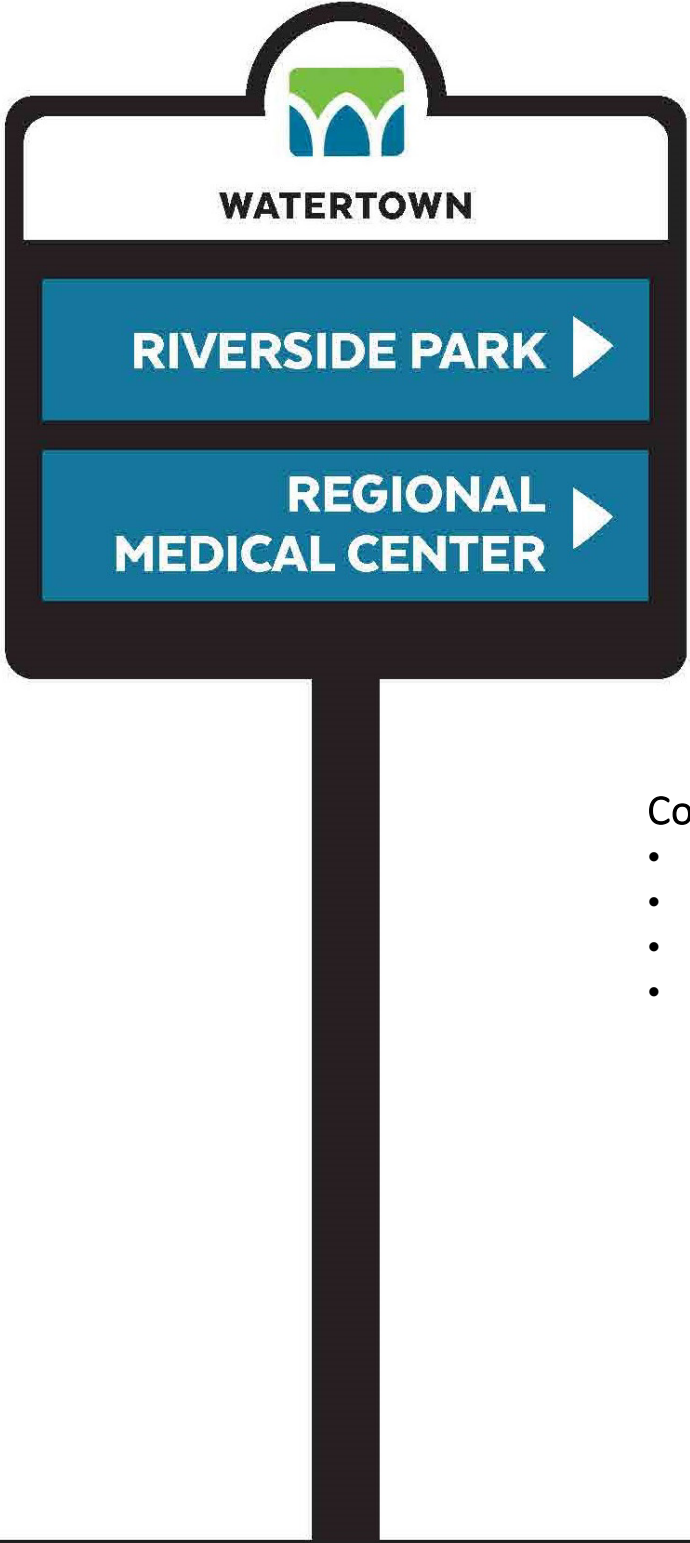 WATERTOWN
RIVERSIDE PARK
REGIONAL
MEDICAL CENTER
Co
•
•
•
•